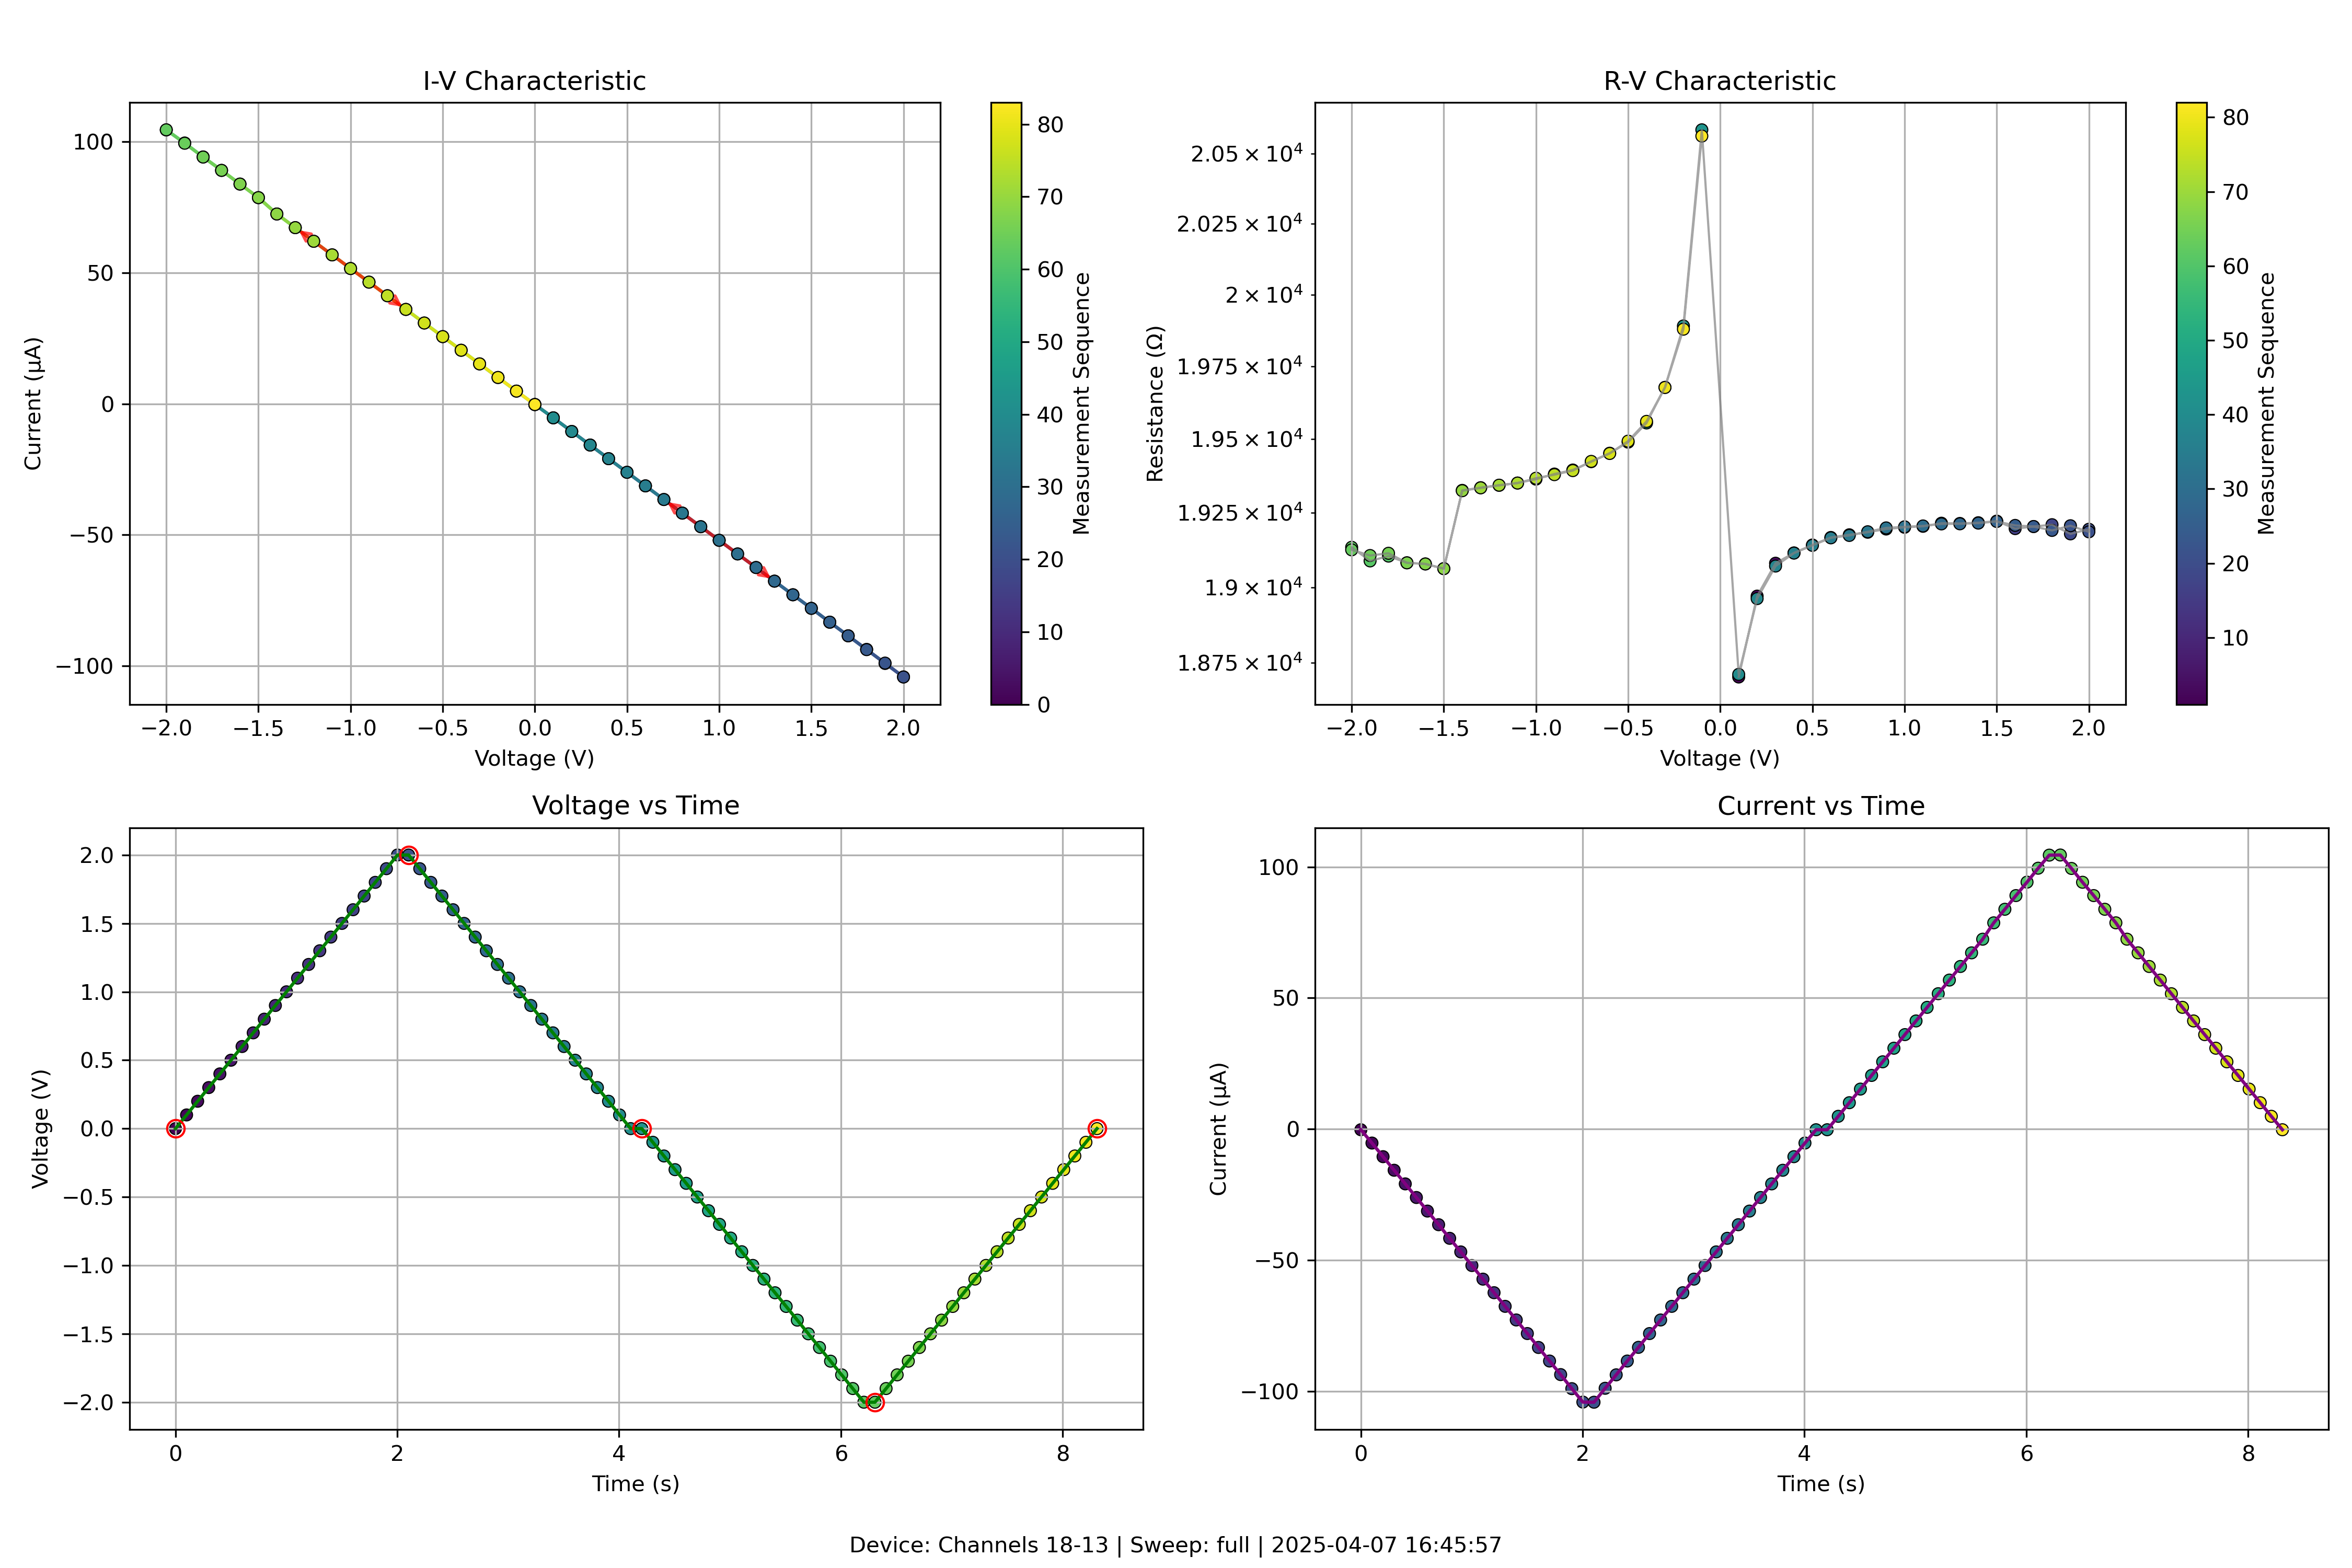 I-V Characteristic
100
50
0
−50
−100
Current (μA)
−2.0 −1.5 −1.0 −0.5 0.0 0.5 1.0 1.5 2.0
Voltage (V)
80
70
60
50
40
30
20
10
0
Measurement Sequence
R-V Characteristic
2.05 × 10⁴
2.025 × 10⁴
2 × 10⁴
1.975 × 10⁴
1.95 × 10⁴
1.925 × 10⁴
1.9 × 10⁴
1.875 × 10⁴
Resistance (Ω)
−2.0 −1.5 −1.0 −0.5 0.0 0.5 1.0 1.5 2.0
Voltage (V)
80
70
60
50
40
30
20
10
Measurement Sequence
Voltage vs Time
2.0
1.5
1.0
0.5
0.0
−0.5
−1.0
−1.5
−2.0
Voltage (V)
0 2 4 6 8
Time (s)
Current vs Time
100
50
0
−50
−100
Current (μA)
0 2 4 6 8
Time (s)
Device: Channels 18-13 | Sweep: full | 2025-04-07 16:45:57